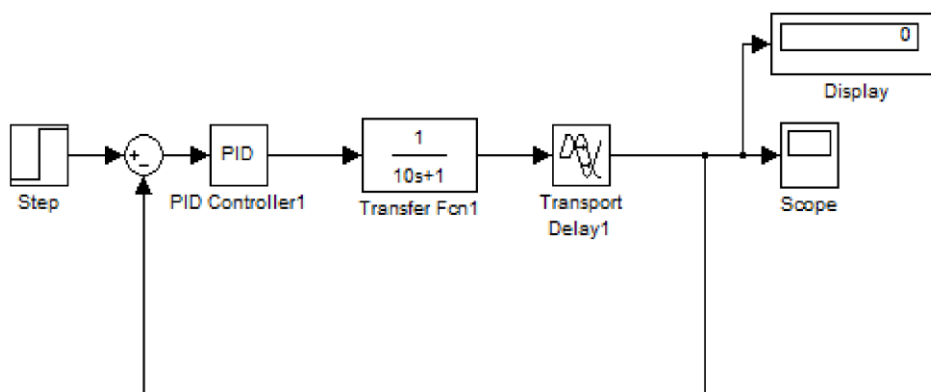 0
Display
+
−
PID
1
10s+1
Step
PID Controller1
Transfer Fcn1
Transport
Delay1
Scope